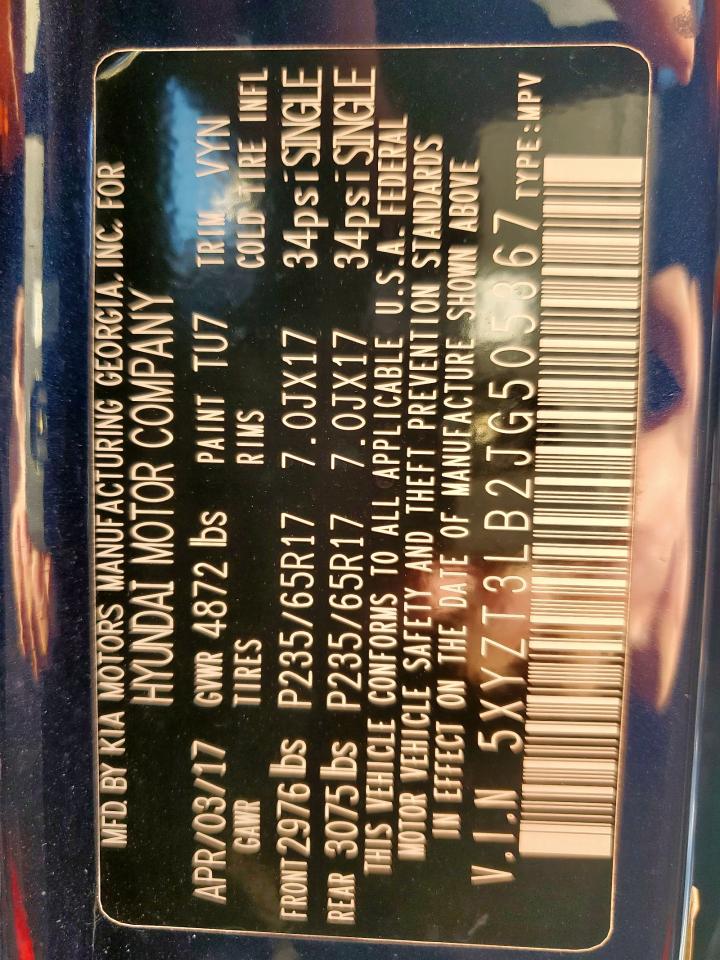 MFD. BY KIA MOTORS MANUFACTURING GEORGIA, INC. FOR
HYUNDAI MOTOR COMPANY
APR/03/17 GVWR 4872 lbs PAINT TU7 TRIM VYN
GAWR TIRES RIMS COLD TIRE INFL
FRONT 2976 lbs P235/65R17 7.0JX17 34psi SINGLE
REAR 3075 lbs P235/65R17 7.0JX17 34psi SINGLE
THIS VEHICLE CONFORMS TO ALL APPLICABLE U.S.A. FEDERAL
MOTOR VEHICLE SAFETY AND THEFT PREVENTION STANDARDS
IN EFFECT ON THE DATE OF MANUFACTURE SHOWN ABOVE
V.I.N 5XYZT3LB2JG505367 TYPE:MPV